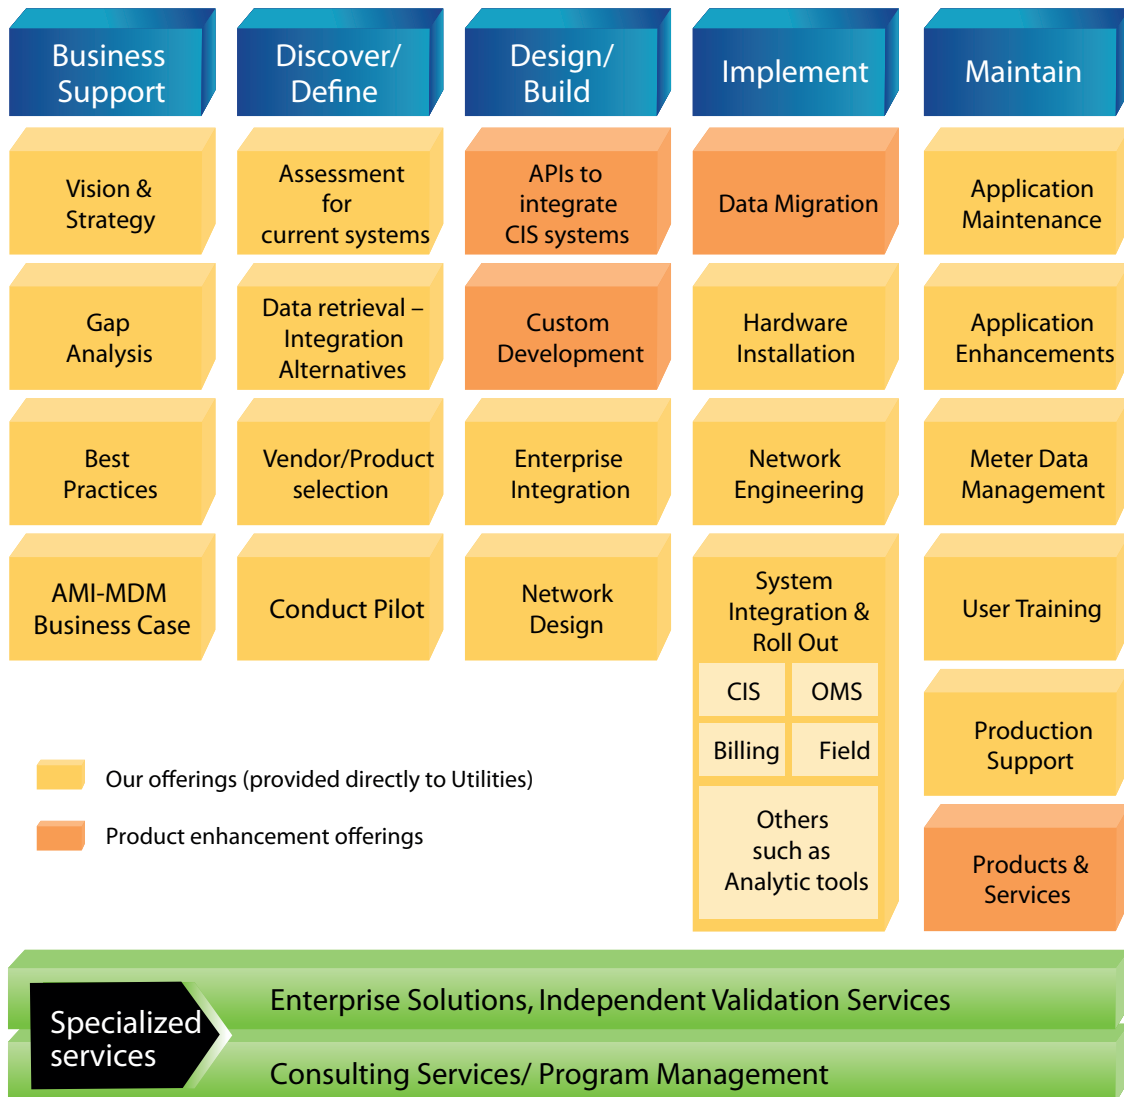 Business
Support
Discover/
Define
Design/
Build
Implement
Maintain
Vision &
Strategy
Assessment
for
current systems
APIs to
integrate
CIS systems
Data Migration
Application
Maintenance
Gap
Analysis
Data retrieval –
Integration
Alternatives
Custom
Development
Hardware
Installation
Application
Enhancements
Best
Practices
Vendor/Product
selection
Enterprise
Integration
Network
Engineering
Meter Data
Management
AMI-MDM
Business Case
Conduct Pilot
Network
Design
System
Integration &
Roll Out
CIS
OMS
Billing
Field
Others
such as
Analytic tools
User Training
Production
Support
Products &
Services
Our offerings (provided directly to Utilities)
Product enhancement offerings
Specialized
services
Enterprise Solutions, Independent Validation Services
Consulting Services/ Program Management